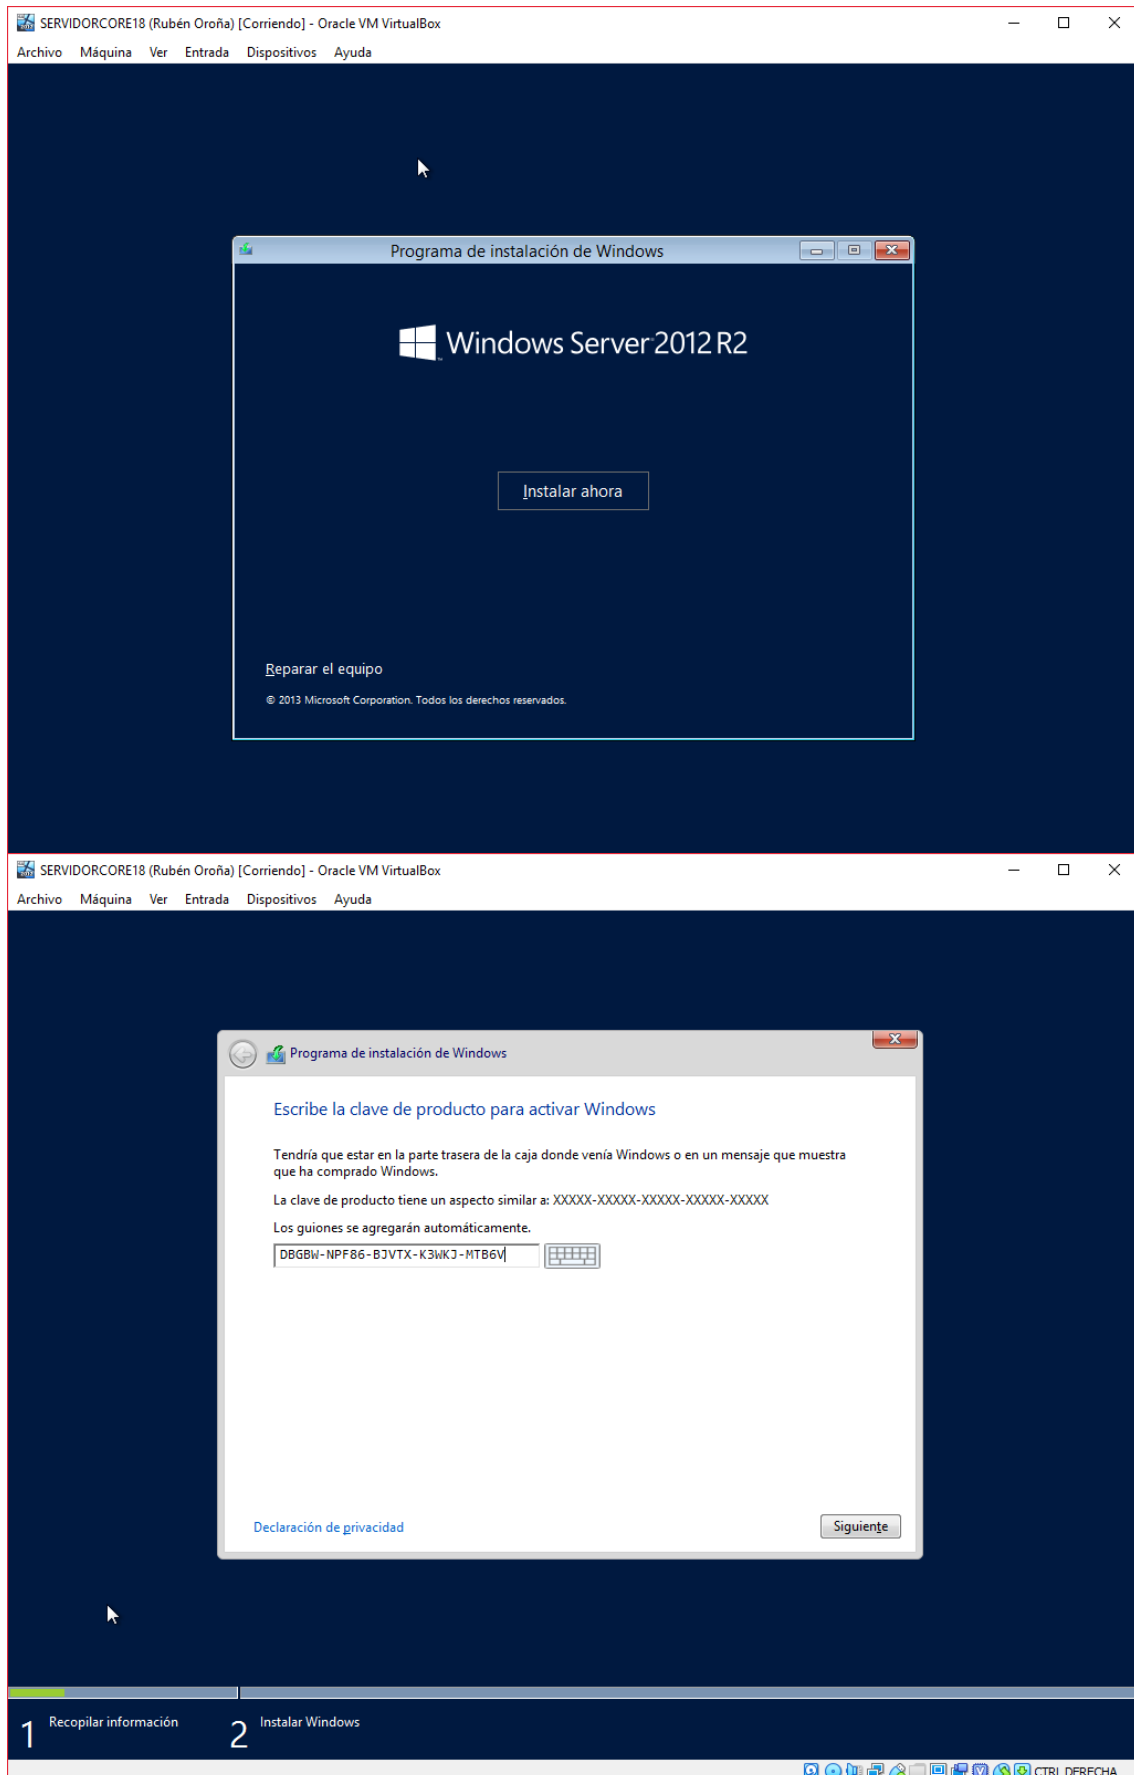 SERVIDORCORE18 (Rubén Oroña) [Corriendo] - Oracle VM VirtualBox
Archivo Máquina Ver Entrada Dispositivos Ayuda
Programa de instalación de Windows
Windows Server 2012 R2
Instalar ahora
Reparar el equipo
© 2013 Microsoft Corporation. Todos los derechos reservados.
SERVIDORCORE18 (Rubén Oroña) [Corriendo] - Oracle VM VirtualBox
Archivo Máquina Ver Entrada Dispositivos Ayuda
Programa de instalación de Windows
Escribe la clave de producto para activar Windows
Tendría que estar en la parte trasera de la caja donde venía Windows o en un mensaje que muestra
que ha comprado Windows.
La clave de producto tiene un aspecto similar a: XXXXX-XXXXX-XXXXX-XXXXX-XXXXX
Los guiones se agregarán automáticamente.
DBGBW-NPF86-BJVTX-K3WKJ-MTB6V
Declaración de privacidad
Siguiente
1 Recopilar información
2 Instalar Windows
CTRL DERECHA